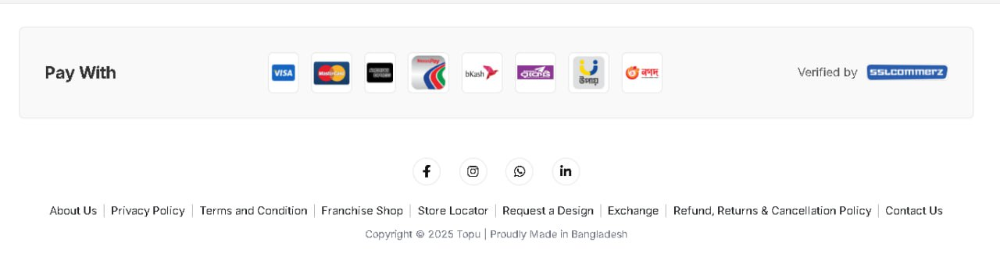 Pay With VISA MasterCard AMERICAN EXPRESS NexusPay bKash রকেট উপায় নগদ Verified by SSLCOMMERZ
About Us | Privacy Policy | Terms and Condition | Franchise Shop | Store Locator | Request a Design | Exchange | Refund, Returns & Cancellation Policy | Contact Us
Copyright © 2025 Topu | Proudly Made in Bangladesh